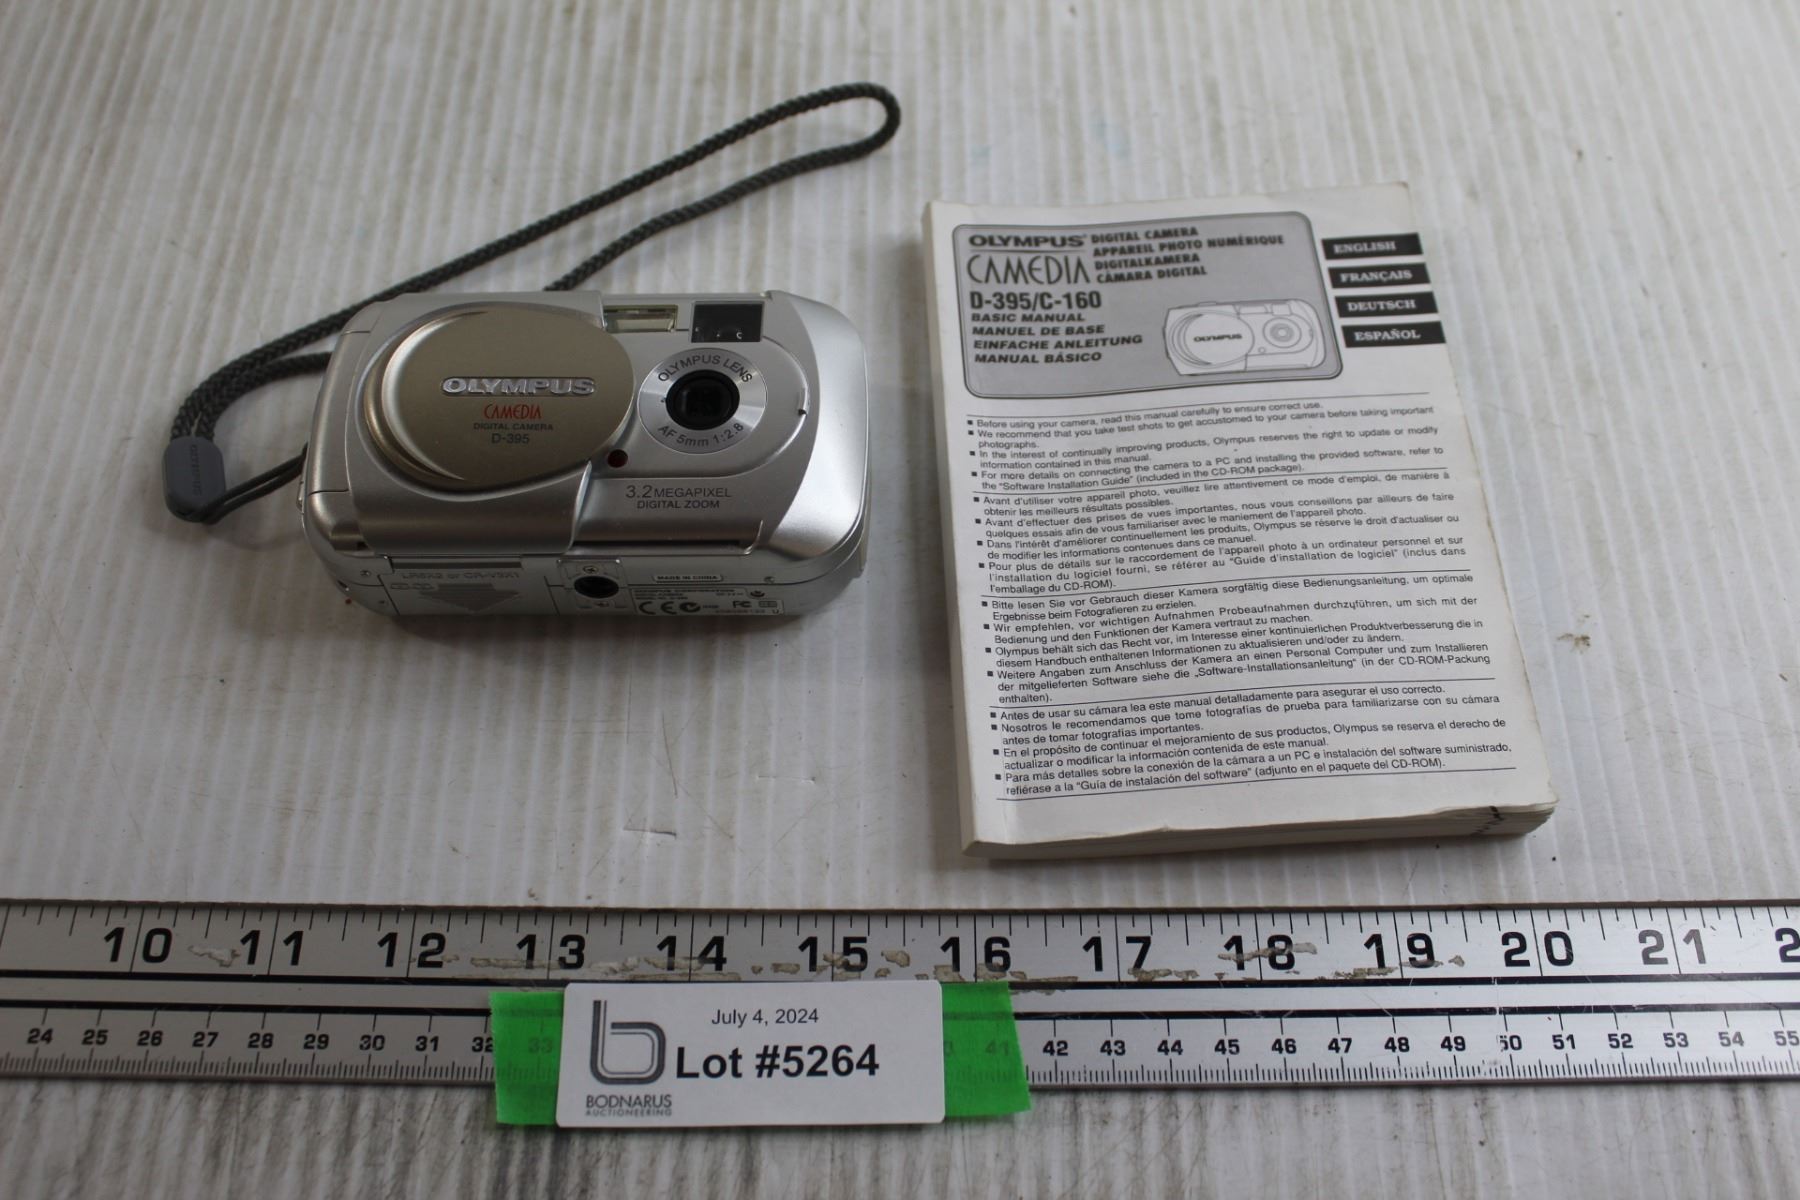 OLYMPUS
CAMEDIA
DIGITAL CAMERA
D-395
OLYMPUS LENS
AF 5mm 1:2.8
3.2 MEGAPIXEL
DIGITAL ZOOM
LR6X2 or CR-V3X1
MADE IN CHINA
OLYMPUS CORPORATION
CE
FC
OLYMPUS DIGITAL CAMERA
APPAREIL PHOTO NUMÉRIQUE
CAMEDIA DIGITALKAMERA
CÂMARA DIGITAL
D-395/C-160
BASIC MANUAL
MANUEL DE BASE
EINFACHE ANLEITUNG
MANUAL BÁSICO
OLYMPUS
ENGLISH
FRANÇAIS
DEUTSCH
ESPAÑOL
■ Before using your camera, read this manual carefully to ensure correct use.
■ We recommend that you take test shots to get accustomed to your camera before taking important
photographs.
■ In the interest of continually improving products, Olympus reserves the right to update or modify
information contained in this manual.
■ For more details on connecting the camera to a PC and installing the provided software, refer to
the "Software Installation Guide" (included in the CD-ROM package).
■ Avant d'utiliser votre appareil photo, veuillez lire attentivement ce mode d'emploi, de manière à
obtenir les meilleurs résultats possibles.
■ Avant d'effectuer des prises de vues importantes, nous vous conseillons par ailleurs de faire
quelques essais afin de vous familiariser avec le maniement de l'appareil photo.
■ Dans l'intérêt d'améliorer continuellement les produits, Olympus se réserve le droit d'actualiser ou
de modifier les informations contenues dans ce manuel.
■ Pour plus de détails sur le raccordement de l'appareil photo à un ordinateur personnel et sur
l'installation du logiciel fourni, se référer au "Guide d'installation de logiciel" (inclus dans
l'emballage du CD-ROM).
■ Bitte lesen Sie vor Gebrauch dieser Kamera sorgfältig diese Bedienungsanleitung, um optimale
Ergebnisse beim Fotografieren zu erzielen.
■ Wir empfehlen, vor wichtigen Aufnahmen Probeaufnahmen durchzuführen, um sich mit der
Bedienung und den Funktionen der Kamera vertraut zu machen.
■ Olympus behält sich das Recht vor, im Interesse einer kontinuierlichen Produktverbesserung die in
diesem Handbuch enthaltenen Informationen zu aktualisieren und/oder zu ändern.
■ Weitere Angaben zum Anschluss der Kamera an einen Personal Computer und zum Installieren
der mitgelieferten Software siehe die „Software-Installationsanleitung" (in der CD-ROM-Packung
enthalten).
■ Antes de usar su cámara lea este manual detalladamente para asegurar el uso correcto.
■ Nosotros le recomendamos que tome fotografías de prueba para familiarizarse con su cámara
antes de tomar fotografías importantes.
■ En el propósito de continuar el mejoramiento de sus productos, Olympus se reserva el derecho de
actualizar o modificar la información contenida de este manual.
■ Para más detalles sobre la conexión de la cámara a un PC e instalación del software suministrado,
refiérase a la "Guía de instalación del software" (adjunto en el paquete del CD-ROM).
10 11 12 13 14 15 16 17 18 19 20 21 2
24 25 26 27 28 29 30 31 32 33 41 42 43 44 45 46 47 48 49 50 51 52 53 54 55
July 4, 2024
Lot #5264
BODNARUS
AUCTIONEERING